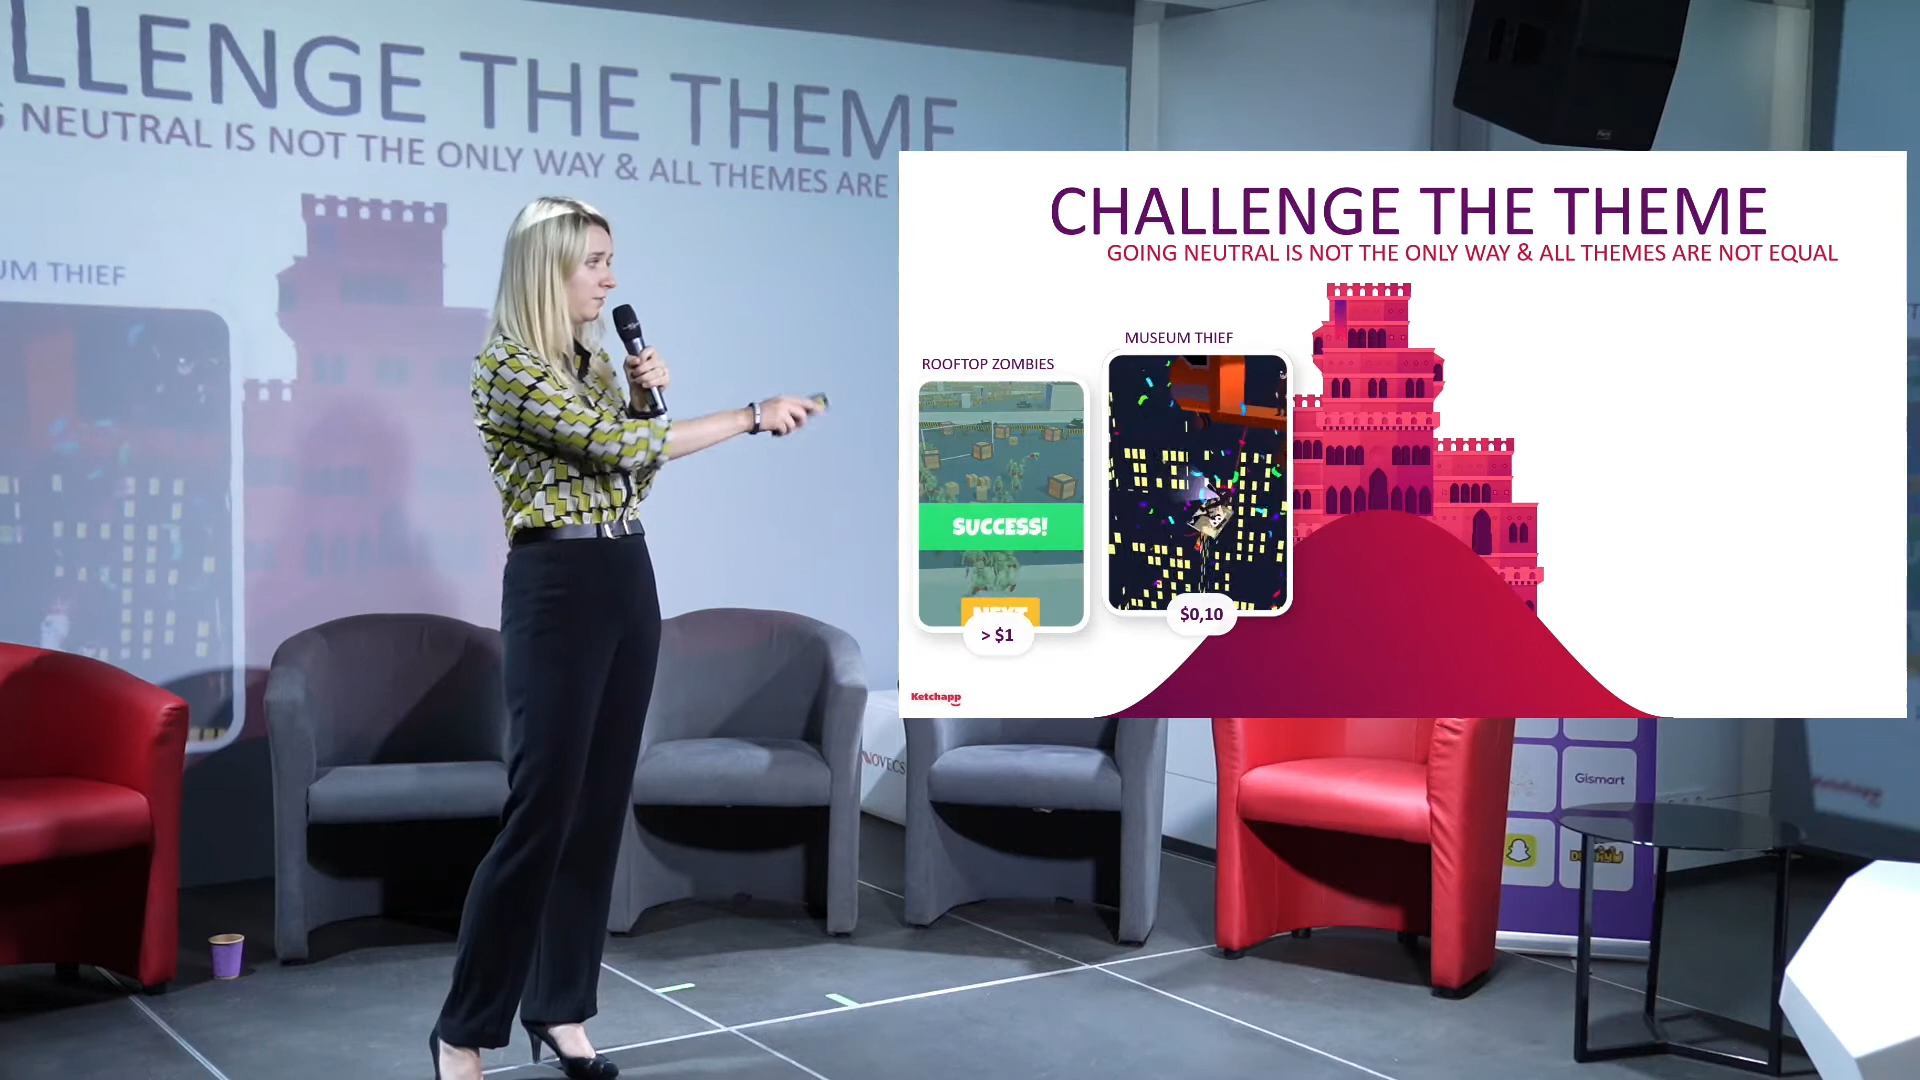 LLENGE THE THEME
NEUTRAL IS NOT THE ONLY WAY & ALL THEMES ARE
UM THIEF
CHALLENGE THE THEME
GOING NEUTRAL IS NOT THE ONLY WAY & ALL THEMES ARE NOT EQUAL
MUSEUM THIEF
ROOFTOP ZOMBIES
SUCCESS!
NEXT
> $1
$0,10
Ketchapp
NOVECS
Gismart